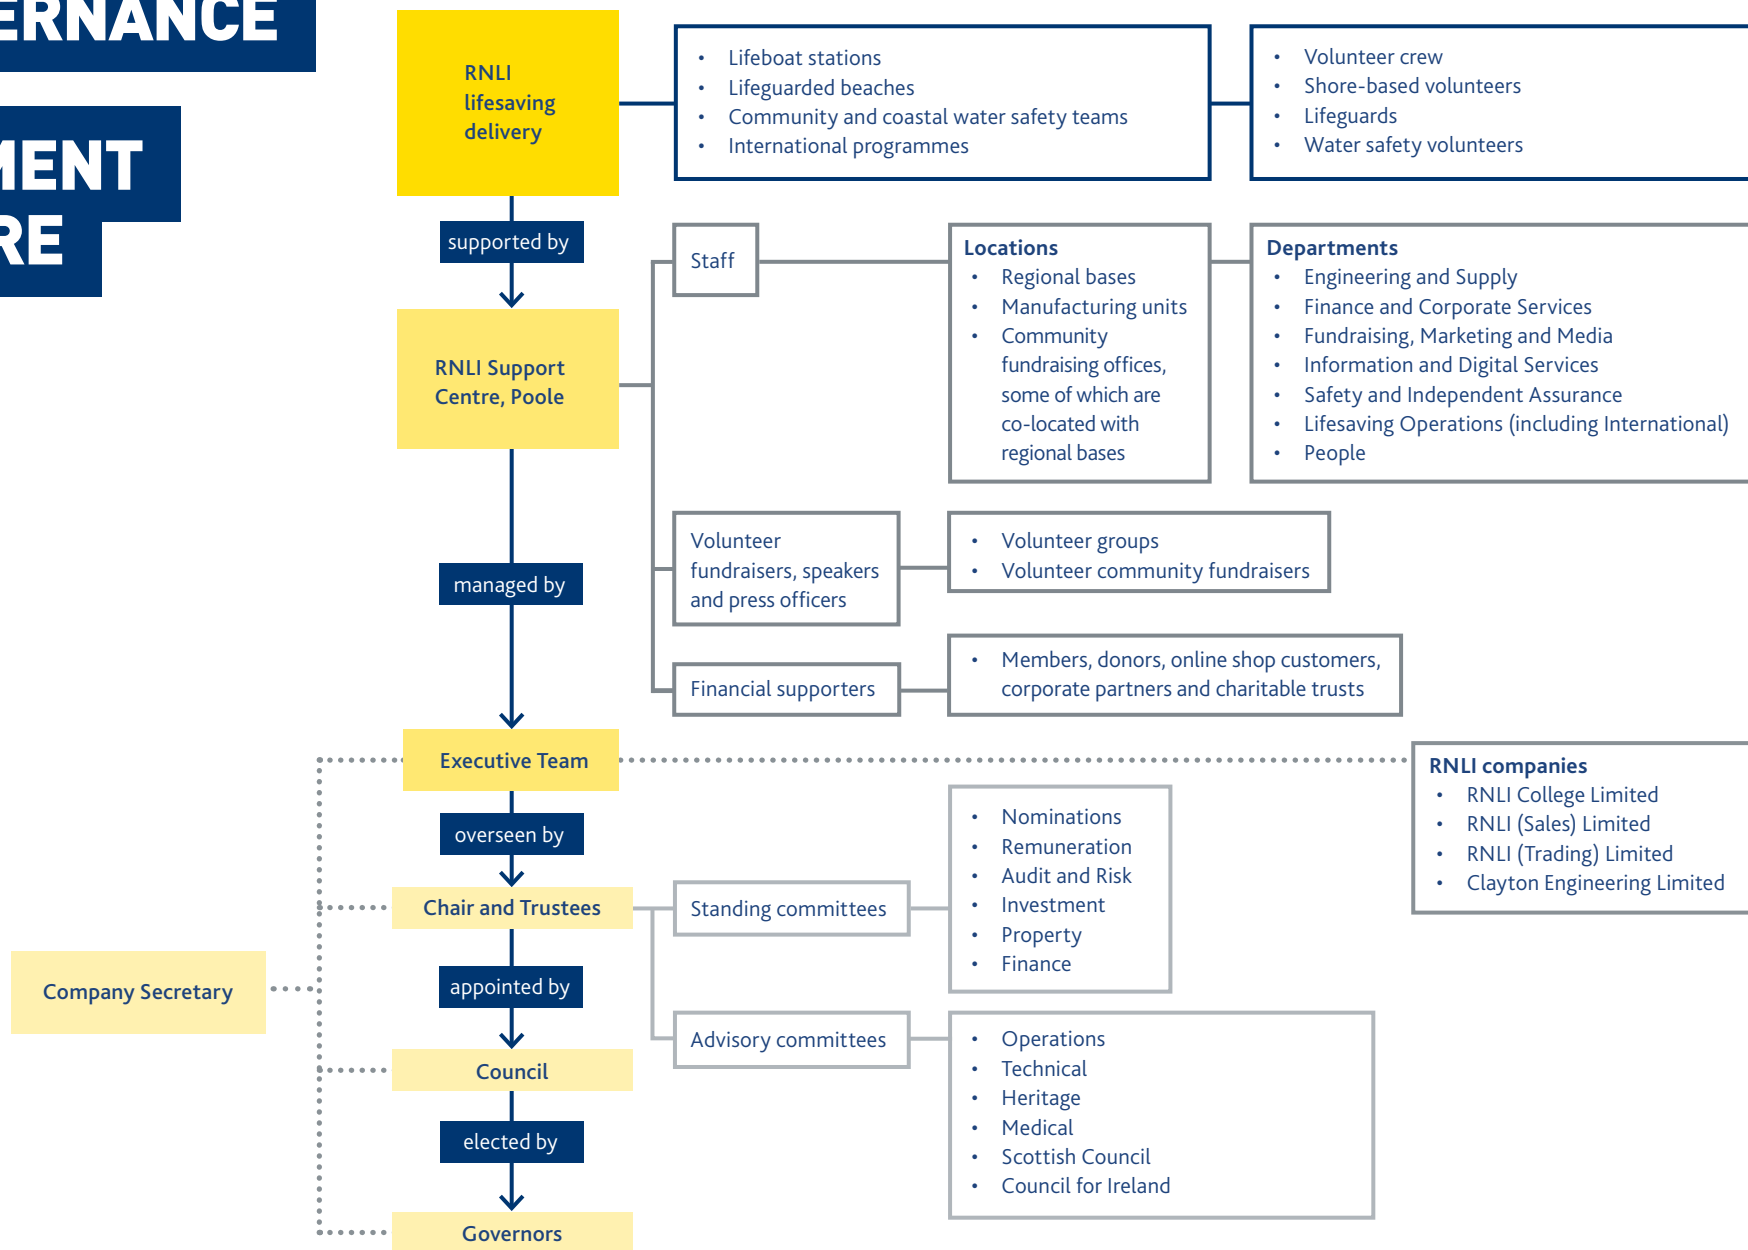 ERNANCE
MENT
RE
RNLI
lifesaving
delivery
• Lifeboat stations
• Lifeguarded beaches
• Community and coastal water safety teams
• International programmes
• Volunteer crew
• Shore-based volunteers
• Lifeguards
• Water safety volunteers
supported by
RNLI Support
Centre, Poole
Staff
Locations
• Regional bases
• Manufacturing units
• Community
fundraising offices,
some of which are
co-located with
regional bases
Departments
• Engineering and Supply
• Finance and Corporate Services
• Fundraising, Marketing and Media
• Information and Digital Services
• Safety and Independent Assurance
• Lifesaving Operations (including International)
• People
Volunteer
fundraisers, speakers
and press officers
• Volunteer groups
• Volunteer community fundraisers
managed by
Financial supporters
• Members, donors, online shop customers,
corporate partners and charitable trusts
Executive Team
RNLI companies
• RNLI College Limited
• RNLI (Sales) Limited
• RNLI (Trading) Limited
• Clayton Engineering Limited
overseen by
Chair and Trustees
Standing committees
• Nominations
• Remuneration
• Audit and Risk
• Investment
• Property
• Finance
Company Secretary
appointed by
Advisory committees
• Operations
• Technical
• Heritage
• Medical
• Scottish Council
• Council for Ireland
Council
elected by
Governors